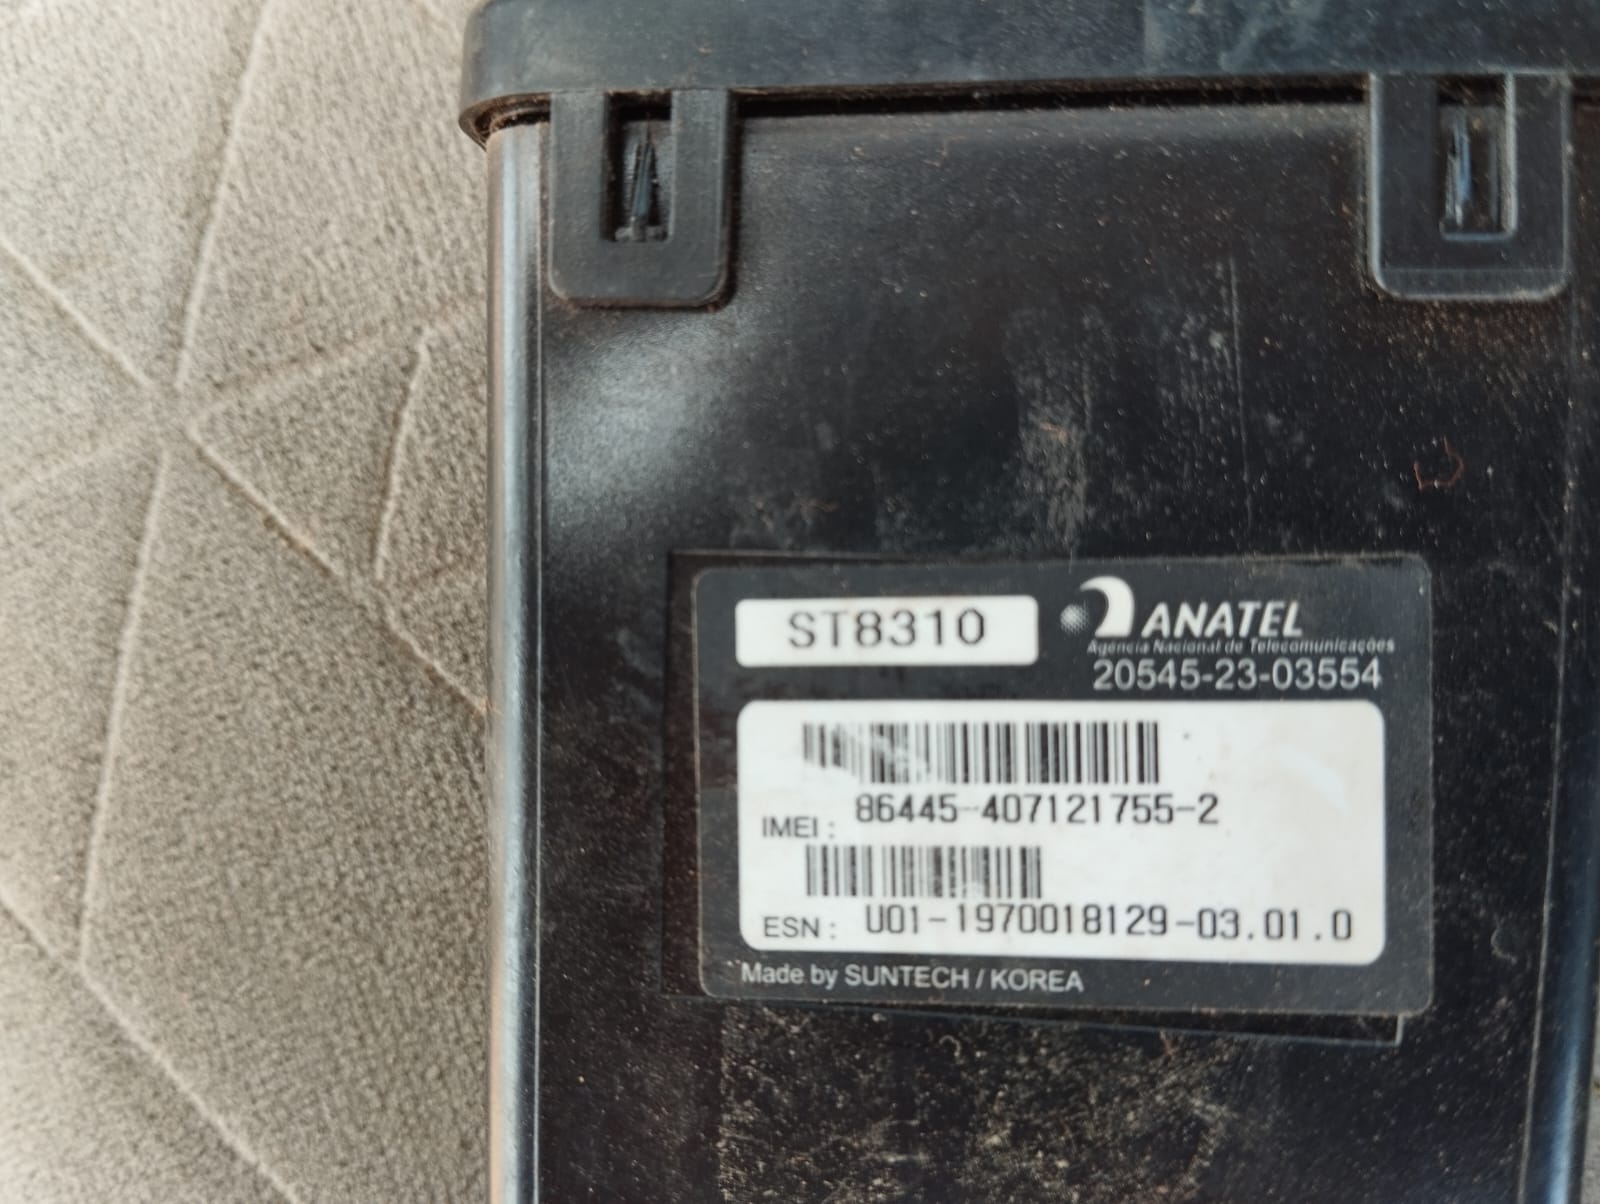 ST8310
ANATEL
Agência Nacional de Telecomunicações
20545-23-03554
IMEI : 86445-407121755-2
ESN : U01-1970018129-03.01.0
Made by SUNTECH / KOREA